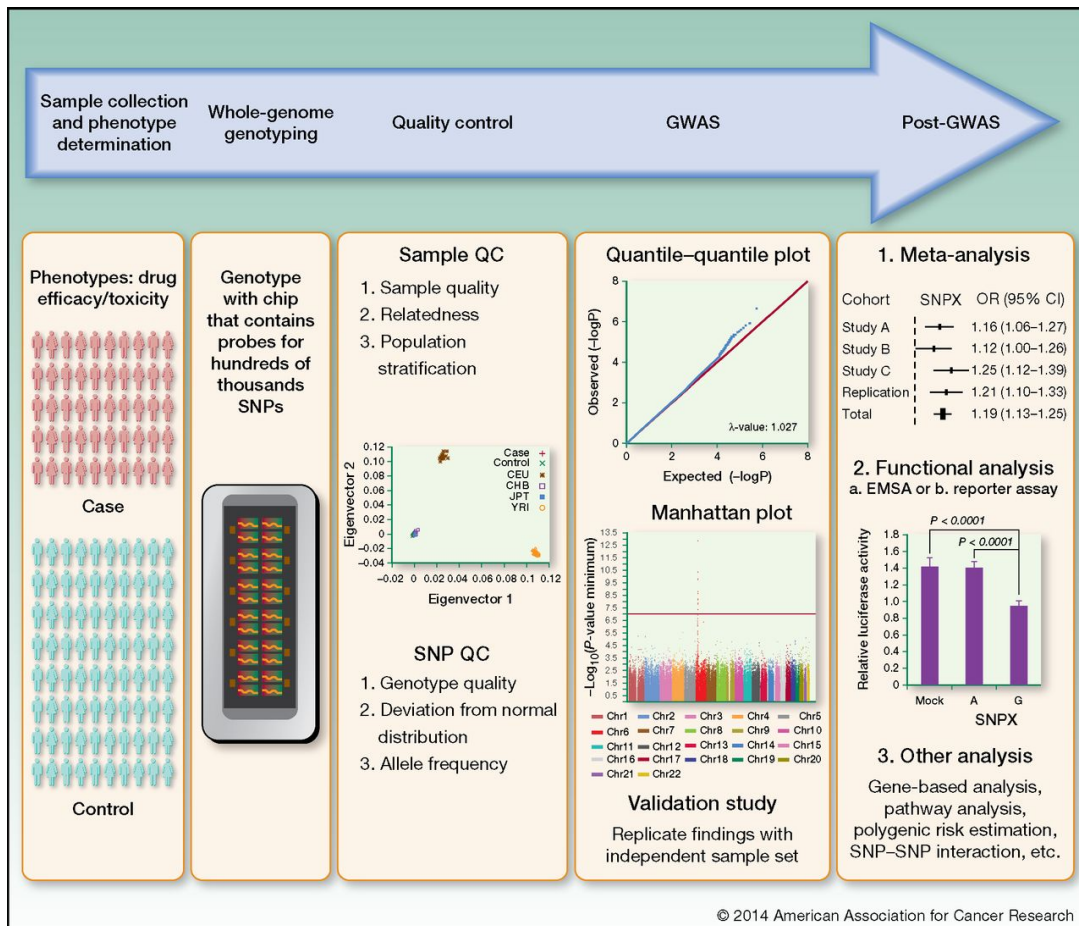 Sample collection
and phenotype
determination
Whole-genome
genotyping
Quality control
GWAS
Post-GWAS
Phenotypes: drug
efficacy/toxicity
Case
Control
Genotype
with chip
that contains
probes for
hundreds of
thousands
SNPs
Sample QC
1. Sample quality
2. Relatedness
3. Population
stratification
Eigenvector 2
0.12
0.10
0.08
0.06
0.04
0.02
0
−0.02
−0.04
Case
Control
CEU
CHB
JPT
YRI
−0.02 0 0.02 0.04 0.06 0.08 0.10 0.12
Eigenvector 1
SNP QC
1. Genotype quality
2. Deviation from normal
distribution
3. Allele frequency
Quantile–quantile plot
Observed (−logP)
8
6
4
2
0
λ-value: 1.027
0 2 4 6 8
Expected (−logP)
Manhattan plot
−Log10(P-value minimum)
13.5
12.5
11.5
10.5
9.5
8.5
7.5
6.5
5.5
4.5
3.5
2.5
1.5
0.5
Chr1 Chr2 Chr3 Chr4 Chr5
Chr6 Chr7 Chr8 Chr9 Chr10
Chr11 Chr12 Chr13 Chr14 Chr15
Chr16 Chr17 Chr18 Chr19 Chr20
Chr21 Chr22
Validation study
Replicate findings with
independent sample set
1. Meta-analysis
Cohort SNPX OR (95% CI)
Study A 1.16 (1.06–1.27)
Study B 1.12 (1.00–1.26)
Study C 1.25 (1.12–1.39)
Replication 1.21 (1.10–1.33)
Total 1.19 (1.13–1.25)
2. Functional analysis
a. EMSA or b. reporter assay
P < 0.0001
P < 0.0001
Relative luciferase activity
1.8
1.6
1.4
1.2
1.0
0.8
0.6
0.4
0.2
0
Mock A G
SNPX
3. Other analysis
Gene-based analysis,
pathway analysis,
polygenic risk estimation,
SNP–SNP interaction, etc.
© 2014 American Association for Cancer Research